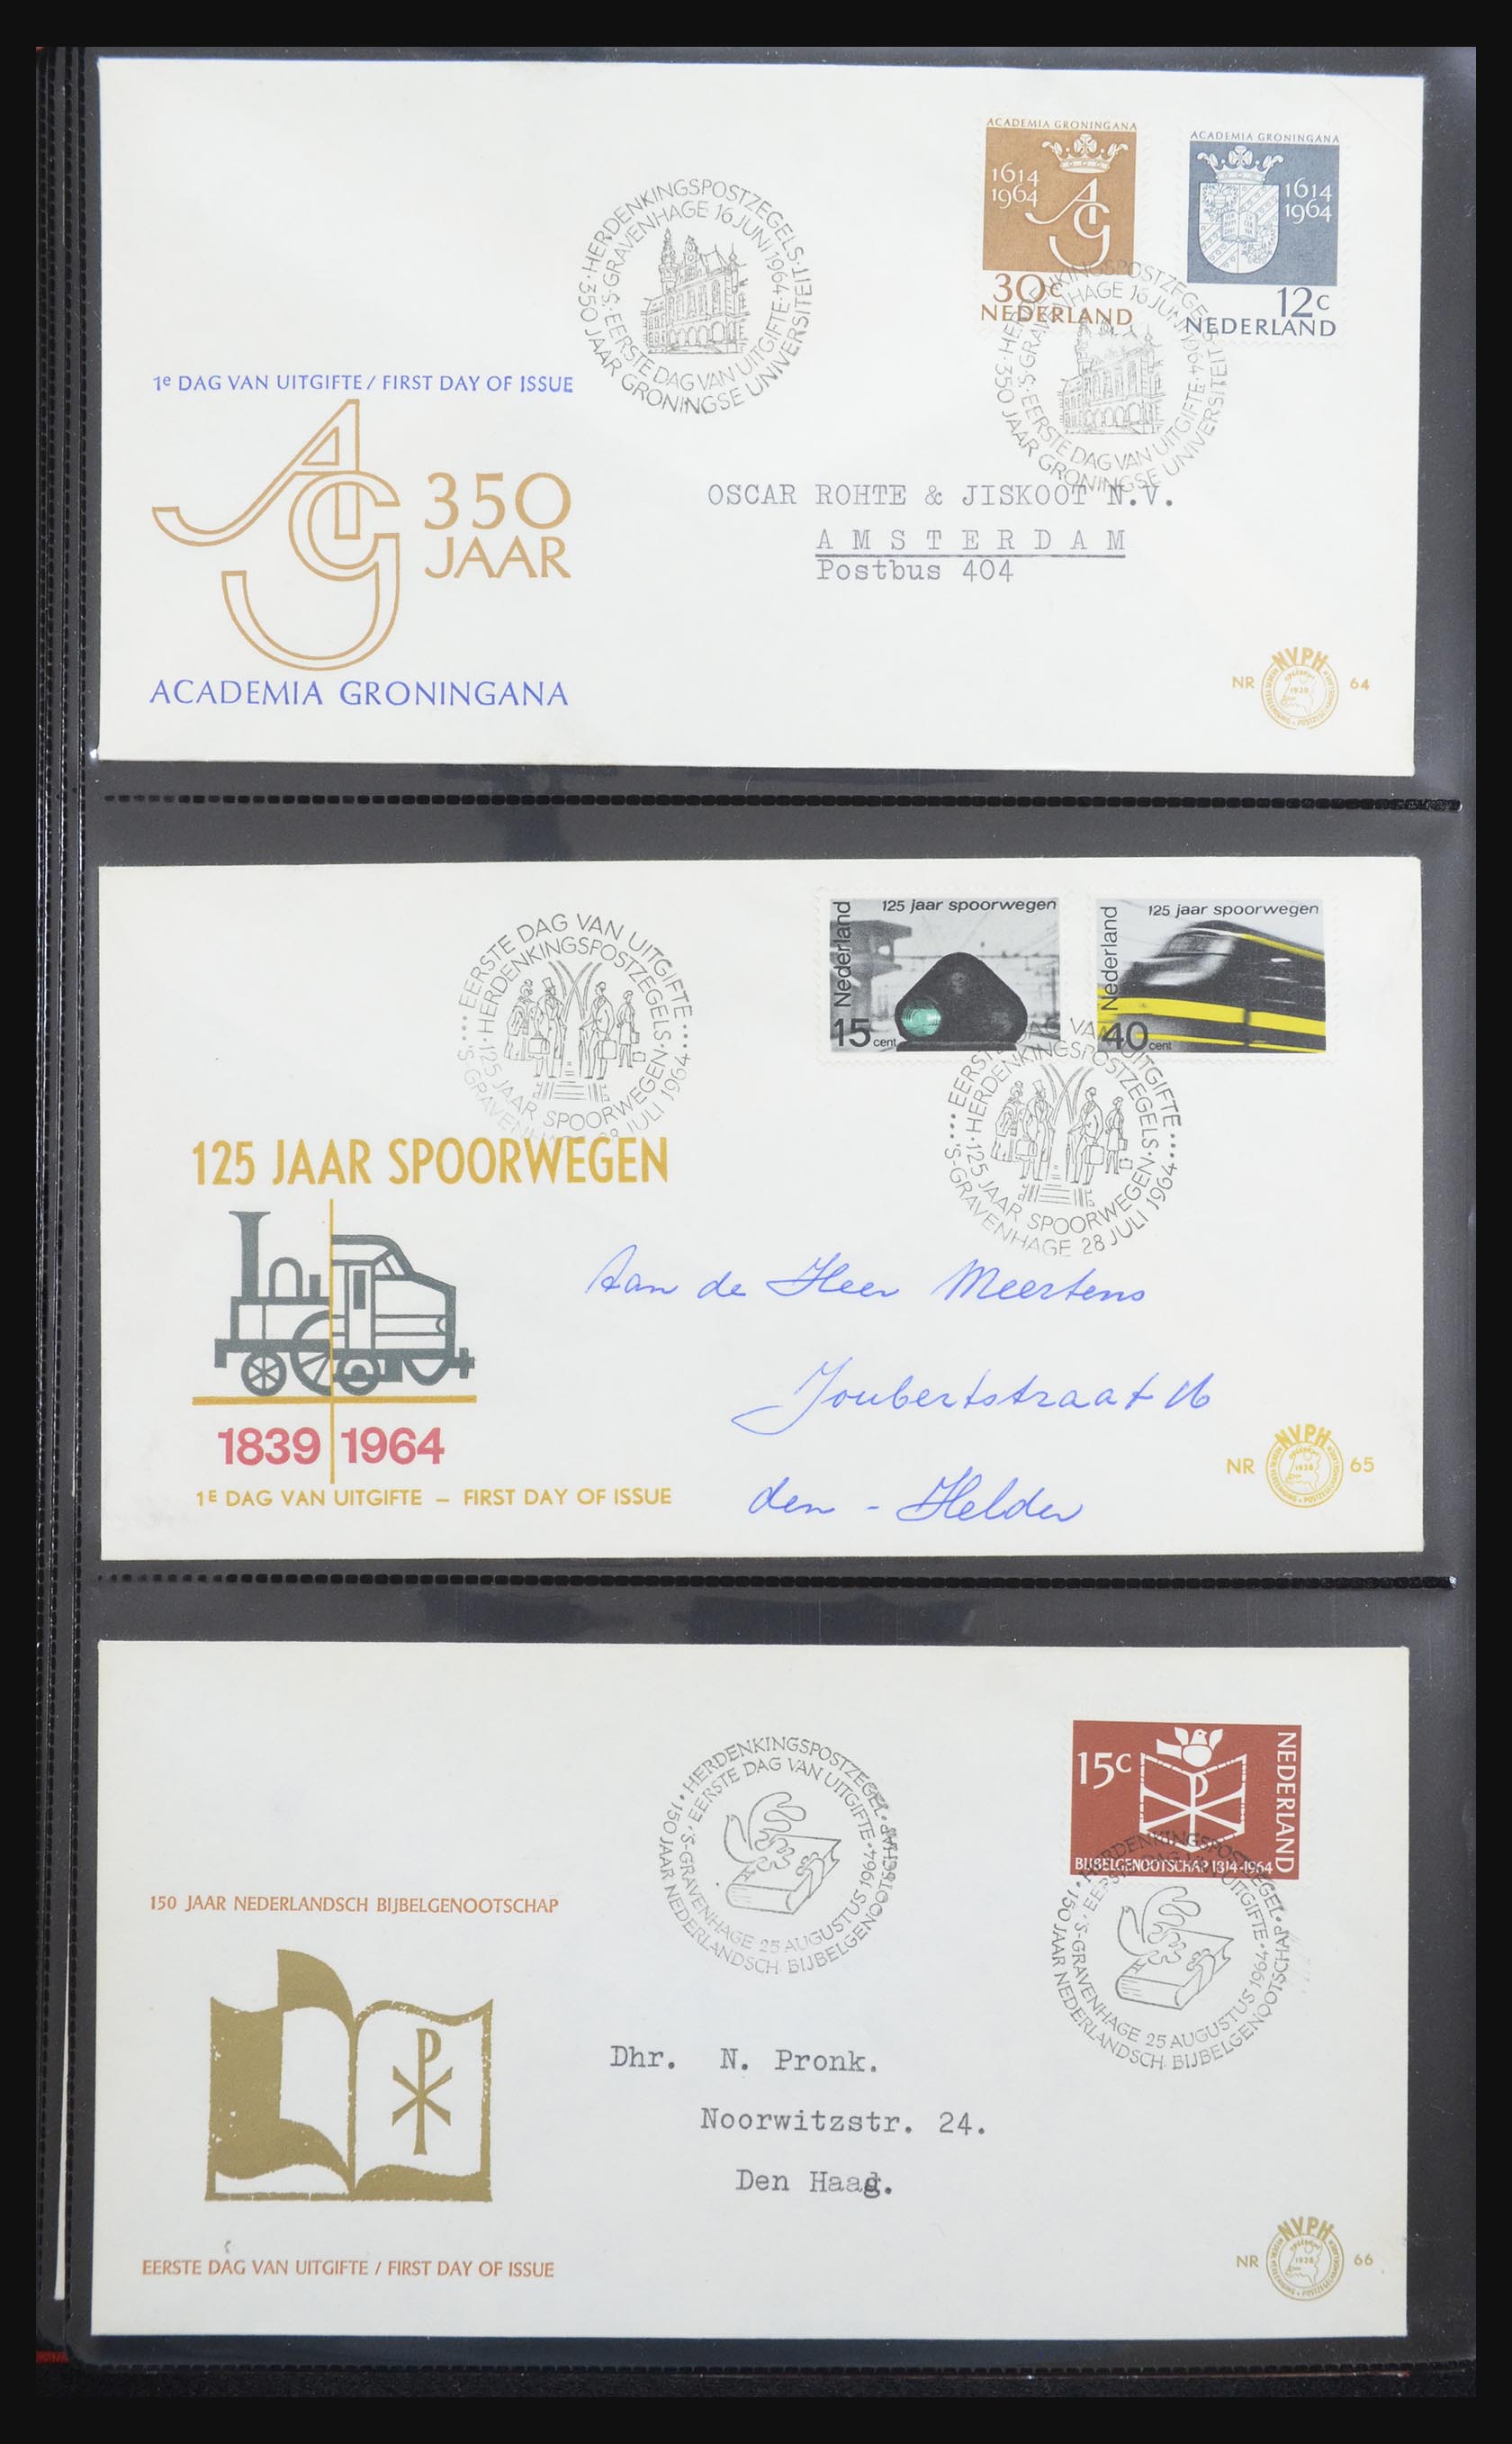 ACADEMIA GRONINGANA
1614
1964
30c
NEDERLAND
ACADEMIA GRONINGANA
1614
1964
12c
NEDERLAND
HERDENKINGSPOSTZEGELS
350 JAAR GRONINGSE UNIVERSITEIT
'S-GRAVENHAGE 16 JUNI 1964
EERSTE DAG VAN UITGIFTE
1e DAG VAN UITGIFTE / FIRST DAY OF ISSUE
AG 350
JAAR
ACADEMIA GRONINGANA
OSCAR ROHTE & JISKOOT N.V.
AMSTERDAM
Postbus 404
NR NVPH 64
1928
125 jaar spoorwegen
Nederland
15 cent
125 jaar spoorwegen
Nederland
40 cent
EERSTE DAG VAN UITGIFTE
HERDENKINGSPOSTZEGELS
125 JAAR SPOORWEGEN
'S-GRAVENHAGE 28 JULI 1964
125 JAAR SPOORWEGEN
1839 1964
1E DAG VAN UITGIFTE – FIRST DAY OF ISSUE
Aan de Heer Meertens
Joubertstraat 16
den - Helder
NR NVPH 65
1928
15c
NEDERLAND
BIJBELGENOOTSCHAP 1814-1964
HERDENKINGSPOSTZEGEL
150 JAAR NEDERLANDSCH BIJBELGENOOTSCHAP
EERSTE DAG VAN UITGIFTE
'S-GRAVENHAGE 25 AUGUSTUS 1964
150 JAAR NEDERLANDSCH BIJBELGENOOTSCHAP
EERSTE DAG VAN UITGIFTE / FIRST DAY OF ISSUE
Dhr. N. Pronk.
Noorwitzstr. 24.
Den Haag.
NR NVPH 66
1928